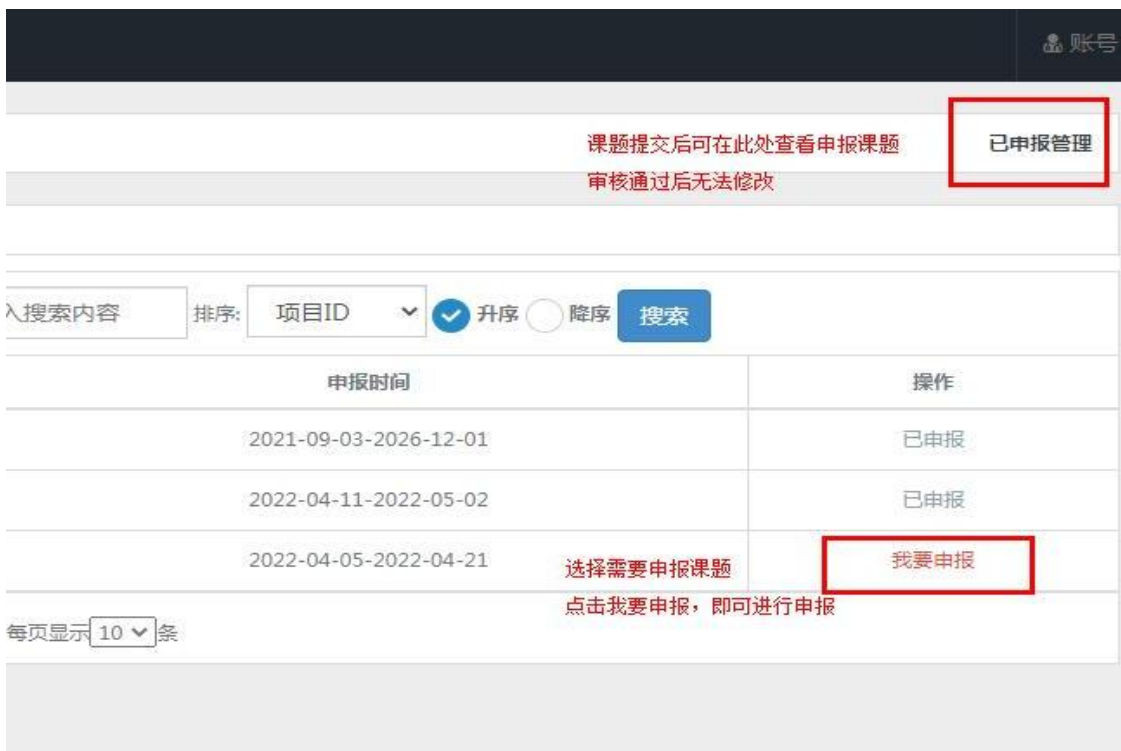 账号
课题提交后可在此处查看申报课题
已申报管理
审核通过后无法修改
入搜索内容 排序: 项目ID 升序 降序 搜索
申报时间 操作
2021-09-03-2026-12-01 已申报
2022-04-11-2022-05-02 已申报
2022-04-05-2022-04-21 我要申报
选择需要申报课题
点击我要申报，即可进行申报
每页显示 10 条